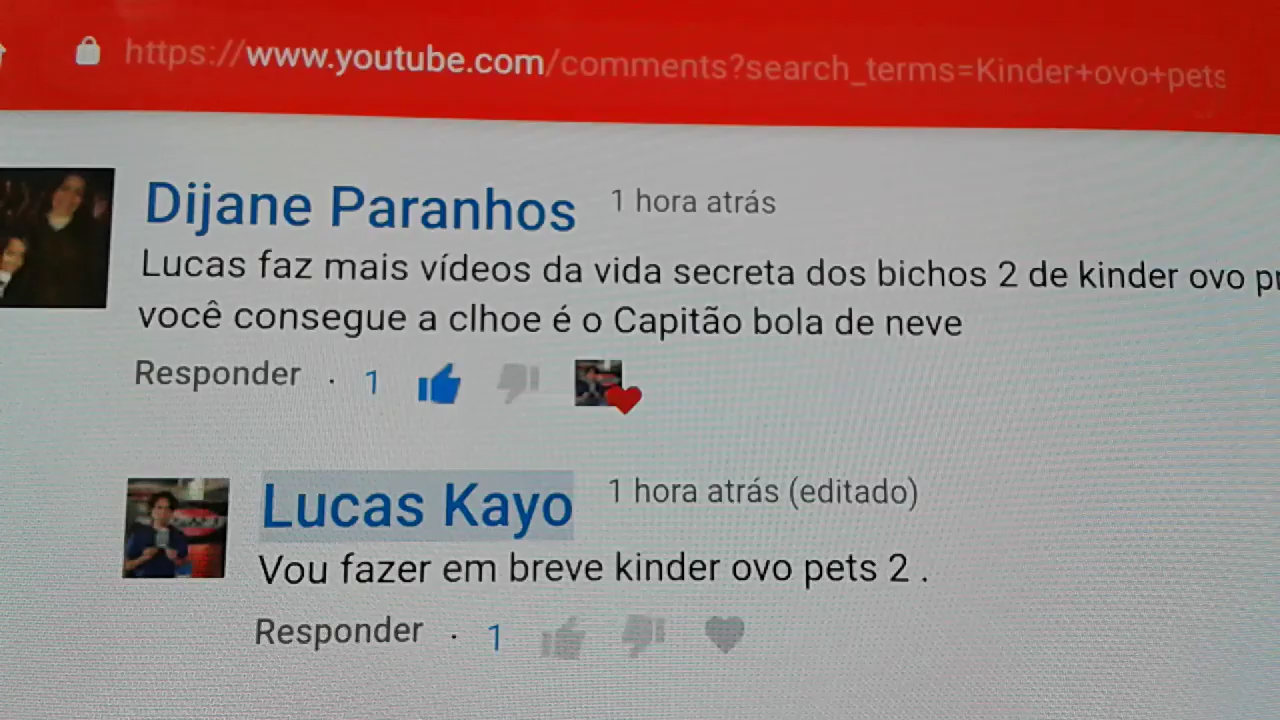 https://www.youtube.com/comments?search_terms=Kinder+ovo+pets
Dijane Paranhos 1 hora atrás
Lucas faz mais vídeos da vida secreta dos bichos 2 de kinder ovo
você consegue a clhoe é o Capitão bola de neve
Responder · 1
Lucas Kayo 1 hora atrás (editado)
Vou fazer em breve kinder ovo pets 2 .
Responder · 1